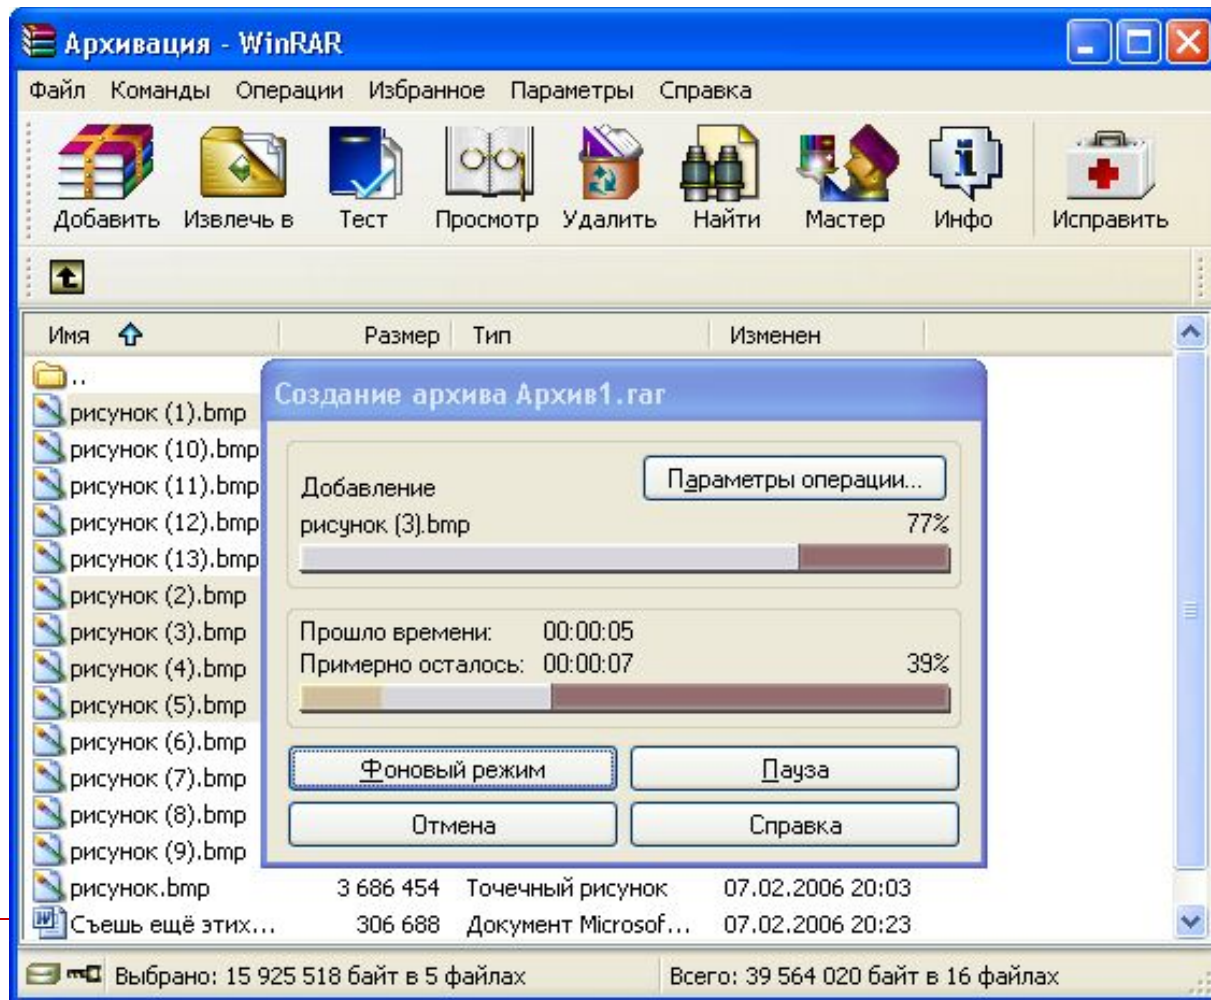 Архивация - WinRAR
Файл Команды Операции Избранное Параметры Справка
Добавить Извлечь в Тест Просмотр Удалить Найти Мастер Инфо Исправить
Имя Размер Тип Изменен
..
рисунок (1).bmp
рисунок (10).bmp
рисунок (11).bmp
рисунок (12).bmp
рисунок (13).bmp
рисунок (2).bmp
рисунок (3).bmp
рисунок (4).bmp
рисунок (5).bmp
рисунок (6).bmp
рисунок (7).bmp
рисунок (8).bmp
рисунок (9).bmp
рисунок.bmp 3 686 454 Точечный рисунок 07.02.2006 20:03
Съешь ещё этих... 306 688 Документ Microsof... 07.02.2006 20:23
Создание архива Архив1.rar
Параметры операции...
Добавление
рисунок (3).bmp 77%
Прошло времени: 00:00:05
Примерно осталось: 00:00:07 39%
Фоновый режим Пауза
Отмена Справка
Выбрано: 15 925 518 байт в 5 файлах Всего: 39 564 020 байт в 16 файлах